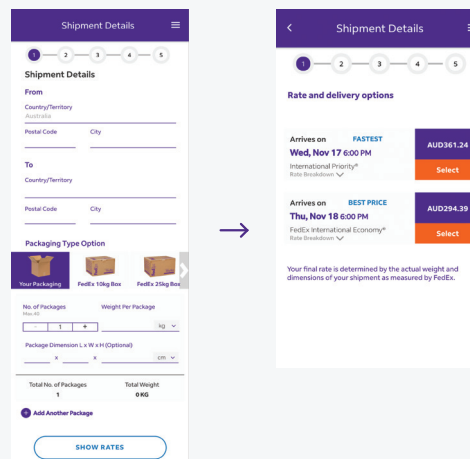 Shipment Details
1 2 3 4 5
Shipment Details
From
Country/Territory
Australia
Postal Code City
To
Country/Territory
Postal Code City
Packaging Type Option
Your Packaging FedEx 10kg Box FedEx 25kg Box
No. of Packages Weight Per Package
Max.40
- 1 + kg
Package Dimension L x W x H (Optional)
x x cm
Total No. of Packages Total Weight
1 0 KG
+ Add Another Package
SHOW RATES
Shipment Details
1 2 3 4 5
Rate and delivery options
Arrives on FASTEST
Wed, Nov 17 6:00 PM
AUD361.24
International Priority®
Rate Breakdown
Select
Arrives on BEST PRICE
Thu, Nov 18 6:00 PM
AUD294.39
FedEx International Economy®
Rate Breakdown
Select
Your final rate is determined by the actual weight and
dimensions of your shipment as measured by FedEx.